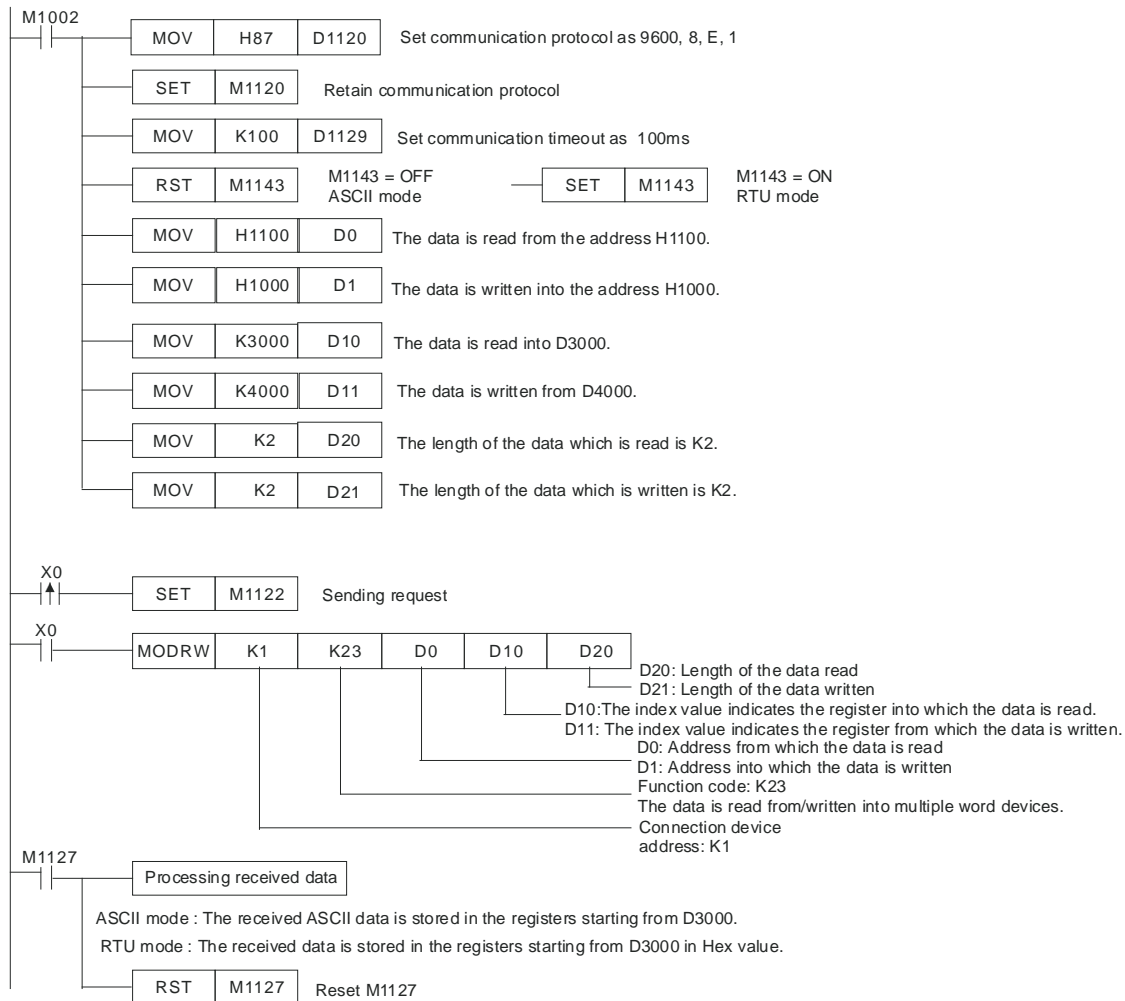 M1002
MOV H87 D1120 Set communication protocol as 9600, 8, E, 1
SET M1120 Retain communication protocol
MOV K100 D1129 Set communication timeout as 100ms
RST M1143 M1143 = OFF
ASCII mode
SET M1143 M1143 = ON
RTU mode
MOV H1100 D0 The data is read from the address H1100.
MOV H1000 D1 The data is written into the address H1000.
MOV K3000 D10 The data is read into D3000.
MOV K4000 D11 The data is written from D4000.
MOV K2 D20 The length of the data which is read is K2.
MOV K2 D21 The length of the data which is written is K2.
X0
SET M1122 Sending request
X0
MODRW K1 K23 D0 D10 D20
D20: Length of the data read
D21: Length of the data written
D10:The index value indicates the register into which the data is read.
D11: The index value indicates the register from which the data is written.
D0: Address from which the data is read
D1: Address into which the data is written
Function code: K23
The data is read from/written into multiple word devices.
Connection device
address: K1
M1127
Processing received data
ASCII mode : The received ASCII data is stored in the registers starting from D3000.
RTU mode : The received data is stored in the registers starting from D3000 in Hex value.
RST M1127 Reset M1127